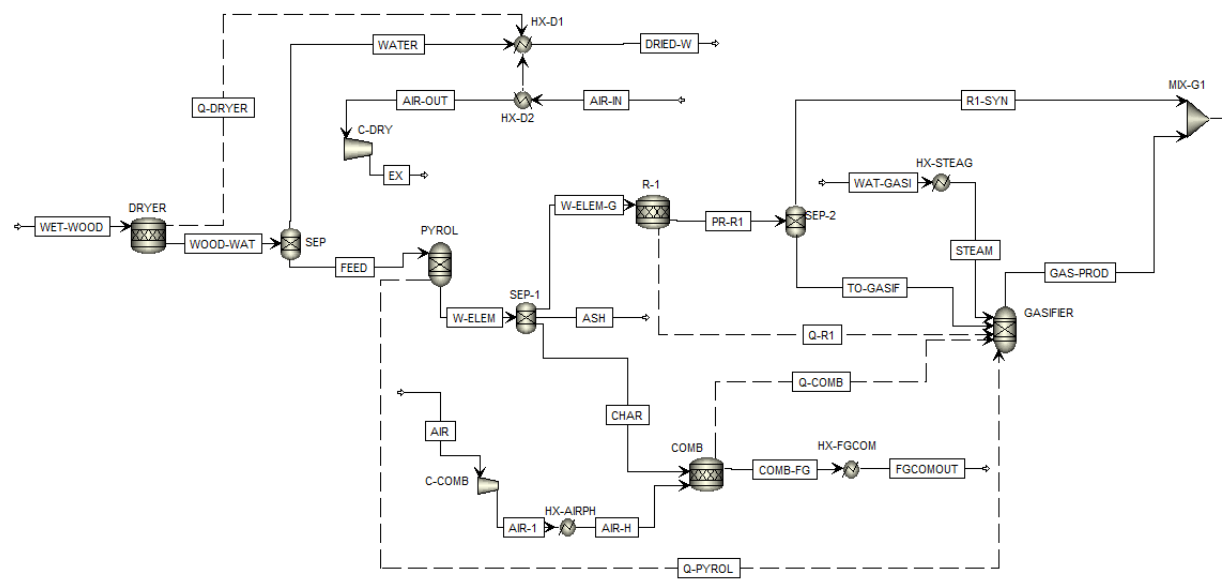 HX-D1
WATER
DRIED-W
Q-DRYER
AIR-OUT
AIR-IN
HX-D2
C-DRY
EX
MIX-G1
R1-SYN
HX-STEAG
WAT-GASI
R-1
W-ELEM-G
PR-R1
SEP-2
DRYER
WET-WOOD
WOOD-WAT
SEP
PYROL
FEED
STEAM
GAS-PROD
SEP-1
W-ELEM
ASH
TO-GASIF
GASIFIER
Q-R1
Q-COMB
CHAR
AIR
COMB
HX-FGCOM
COMB-FG
FGCOMOUT
C-COMB
HX-AIRPH
AIR-1
AIR-H
Q-PYROL